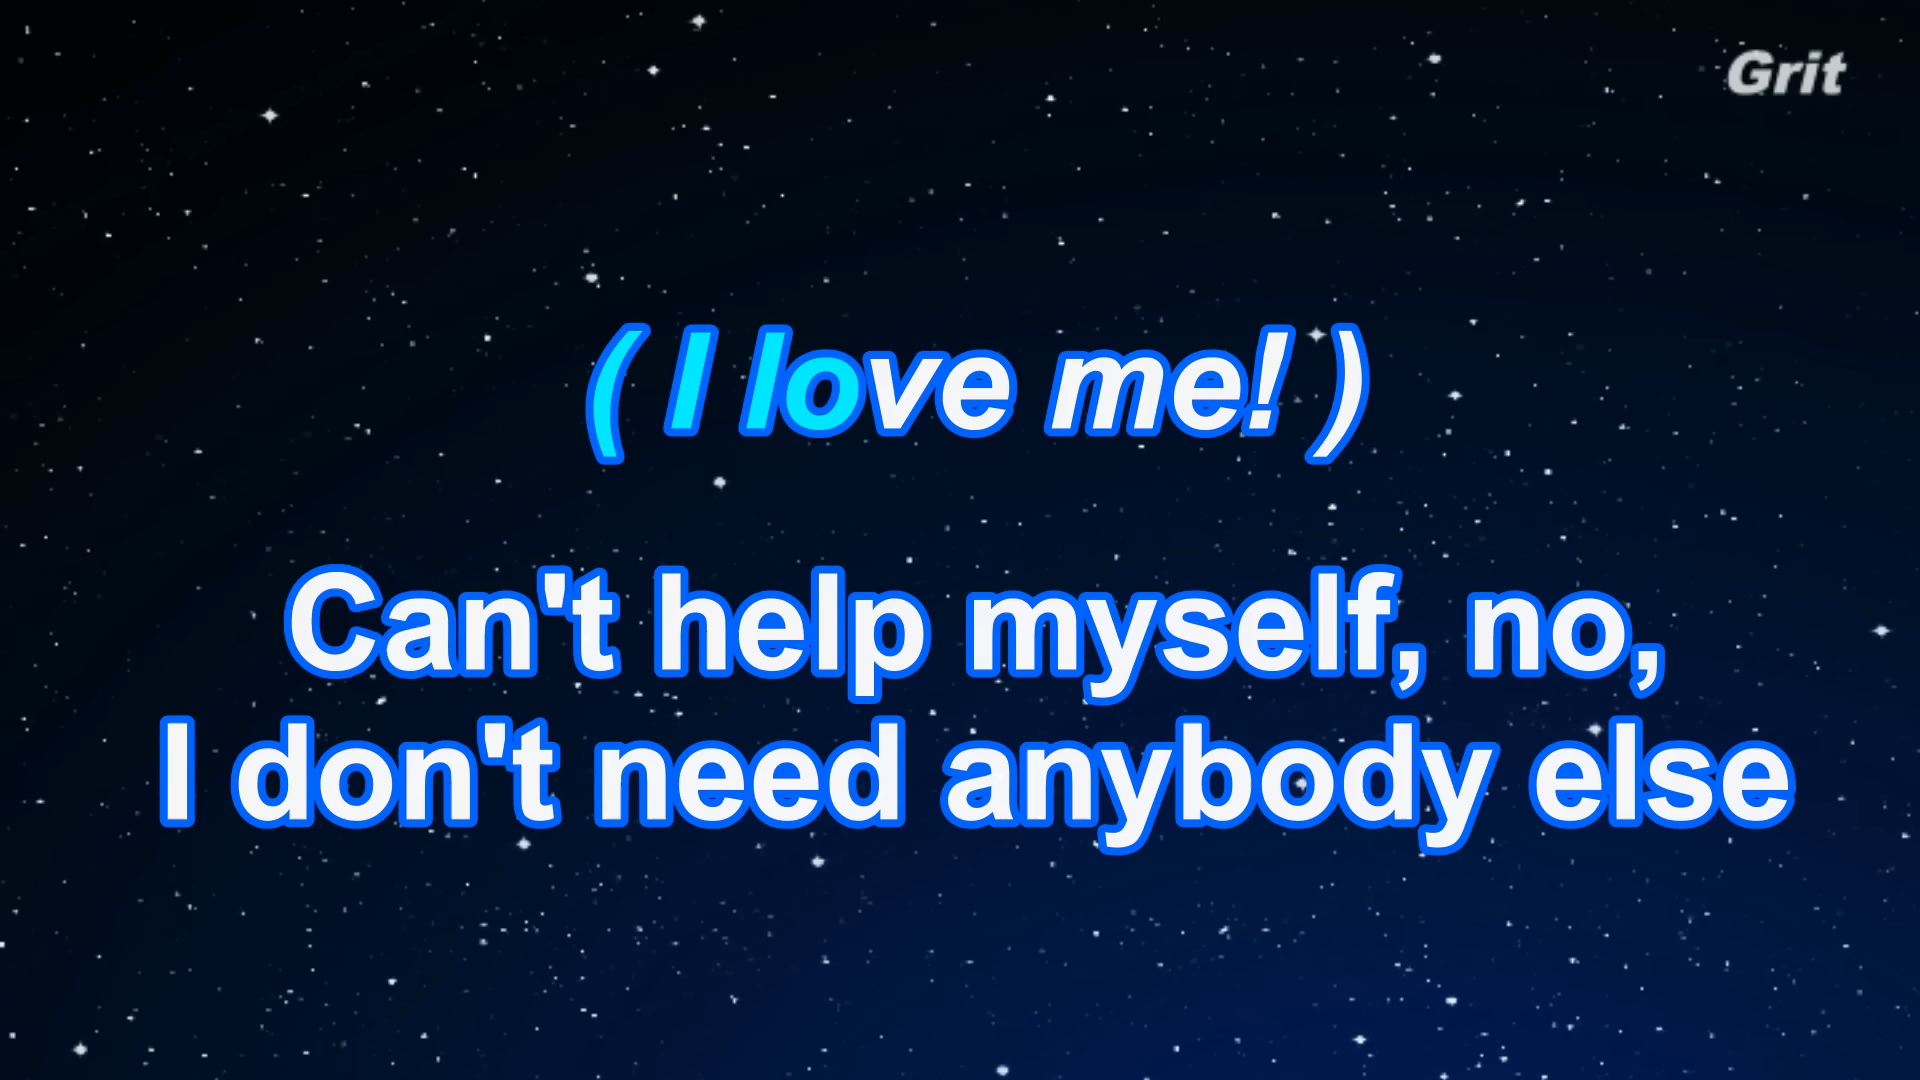 Grit
( I love me! )
Can't help myself, no,
I don't need anybody else